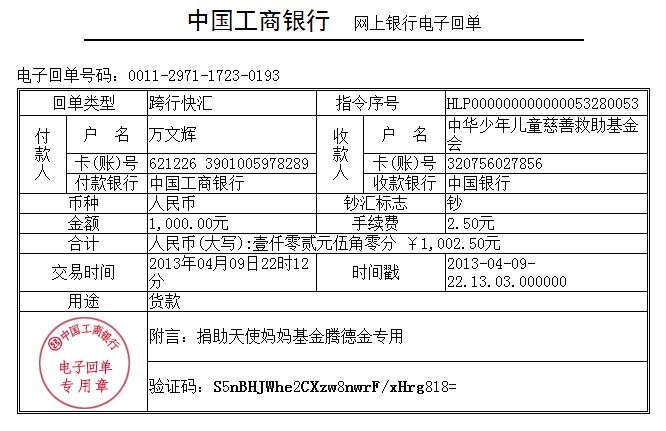 中国工商银行 网上银行电子回单
电子回单号码：0011-2971-1723-0193
回单类型 跨行快汇 指令序号 HLP000000000000053280053
付款人 户 名 万文辉 收款人 户 名 中华少年儿童慈善救助基金
会
卡(账)号 621226 3901005978289 卡(账)号 320756027856
付款银行 中国工商银行 收款银行 中国银行
币种 人民币 钞汇标志 钞
金额 1,000.00元 手续费 2.50元
合计 人民币(大写):壹仟零贰元伍角零分 ￥1,002.50元
交易时间 2013年04月09日22时12
分 时间戳 2013-04-09-
22.13.03.000000
用途 货款
中国工商银行
电子回单
专用章
附言：捐助天使妈妈基金腾德金专用
验证码：S5nBHJWhe2CXzw8nwrF/xHrg818=